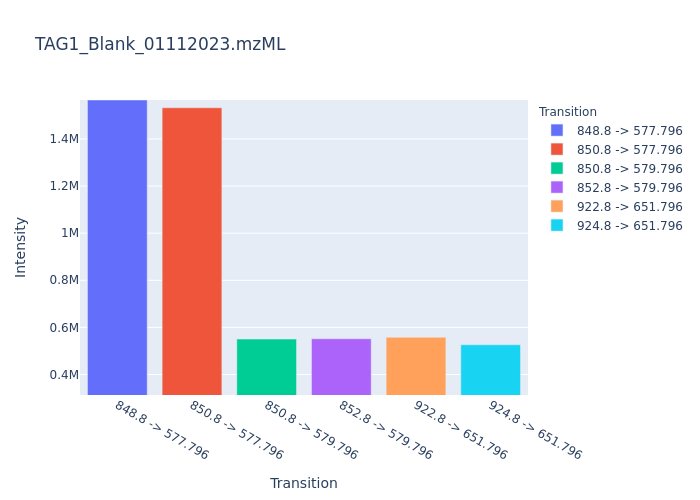 TAG1_Blank_01112023.mzML
Transition
848.8 -> 577.796
850.8 -> 577.796
850.8 -> 579.796
852.8 -> 579.796
922.8 -> 651.796
924.8 -> 651.796
Intensity
1.4M
1.2M
1M
0.8M
0.6M
0.4M
848.8 -> 577.796
850.8 -> 577.796
850.8 -> 579.796
852.8 -> 579.796
922.8 -> 651.796
924.8 -> 651.796
Transition